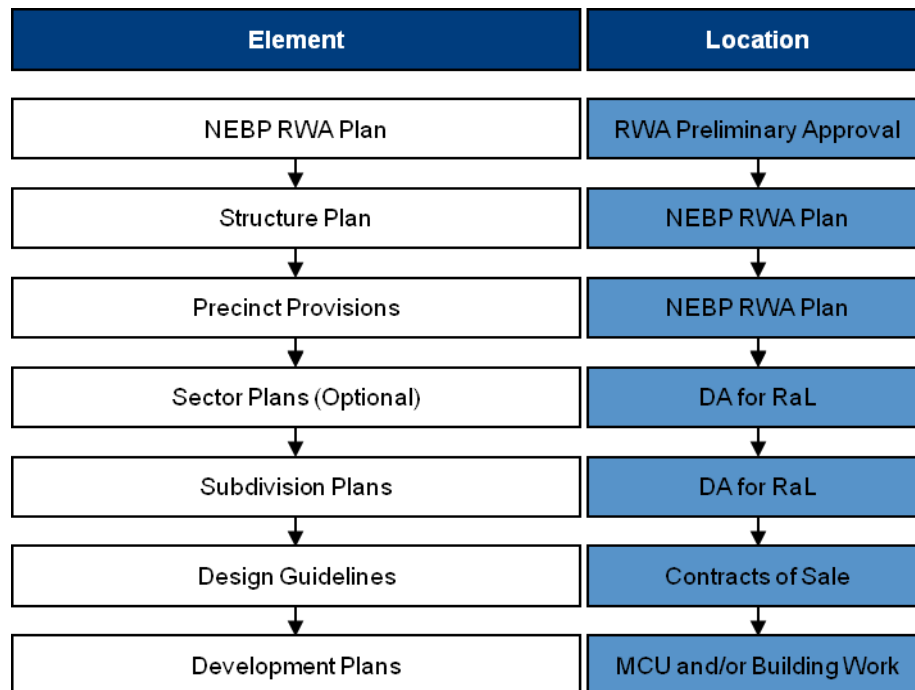 Element Location
NEBP RWA Plan RWA Preliminary Approval
Structure Plan NEBP RWA Plan
Precinct Provisions NEBP RWA Plan
Sector Plans (Optional) DA for RaL
Subdivision Plans DA for RaL
Design Guidelines Contracts of Sale
Development Plans MCU and/or Building Work